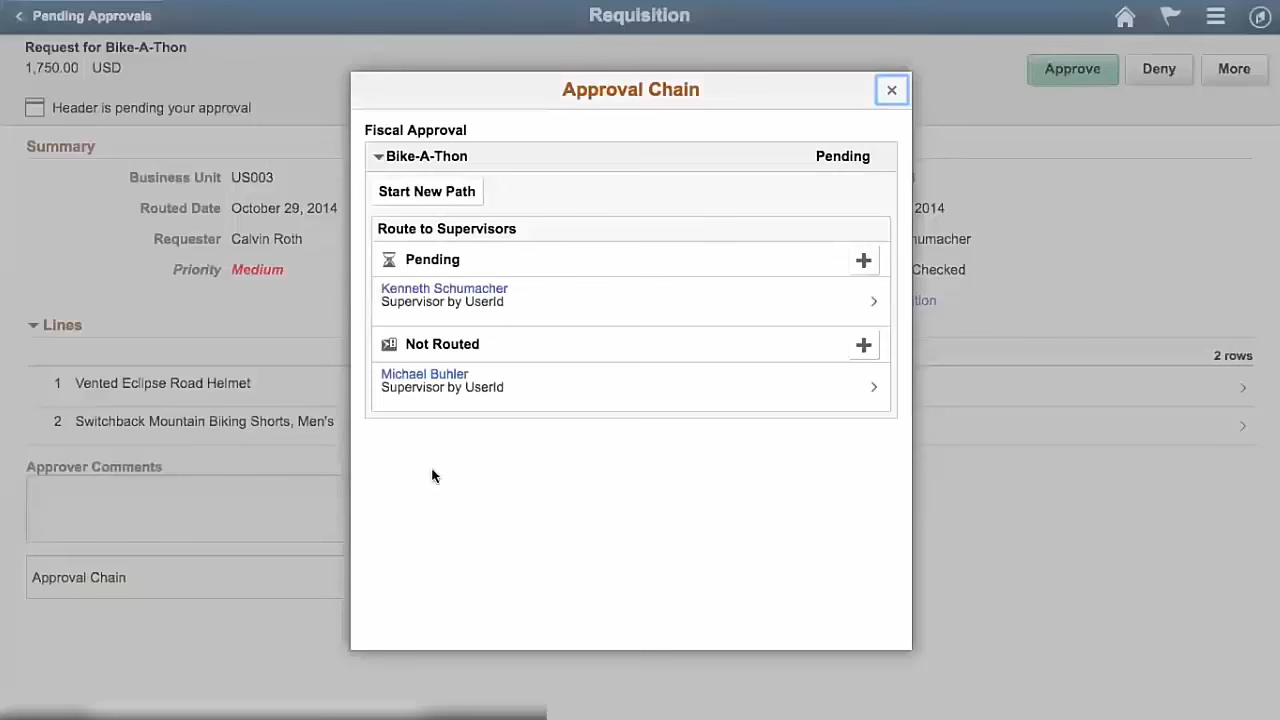 Pending Approvals
Requisition
Request for Bike-A-Thon
1,750.00 USD
Approve
Deny
More
Header is pending your approval
Summary
Business Unit US003
Routed Date October 29, 2014
Requester Calvin Roth
Priority Medium
2014
Checked
Lines
2 rows
1 Vented Eclipse Road Helmet
2 Switchback Mountain Biking Shorts, Men's
Approver Comments
Approval Chain
Approval Chain
Fiscal Approval
Bike-A-Thon Pending
Start New Path
Route to Supervisors
Pending
Kenneth Schumacher
Supervisor by UserId
Not Routed
Michael Buhler
Supervisor by UserId